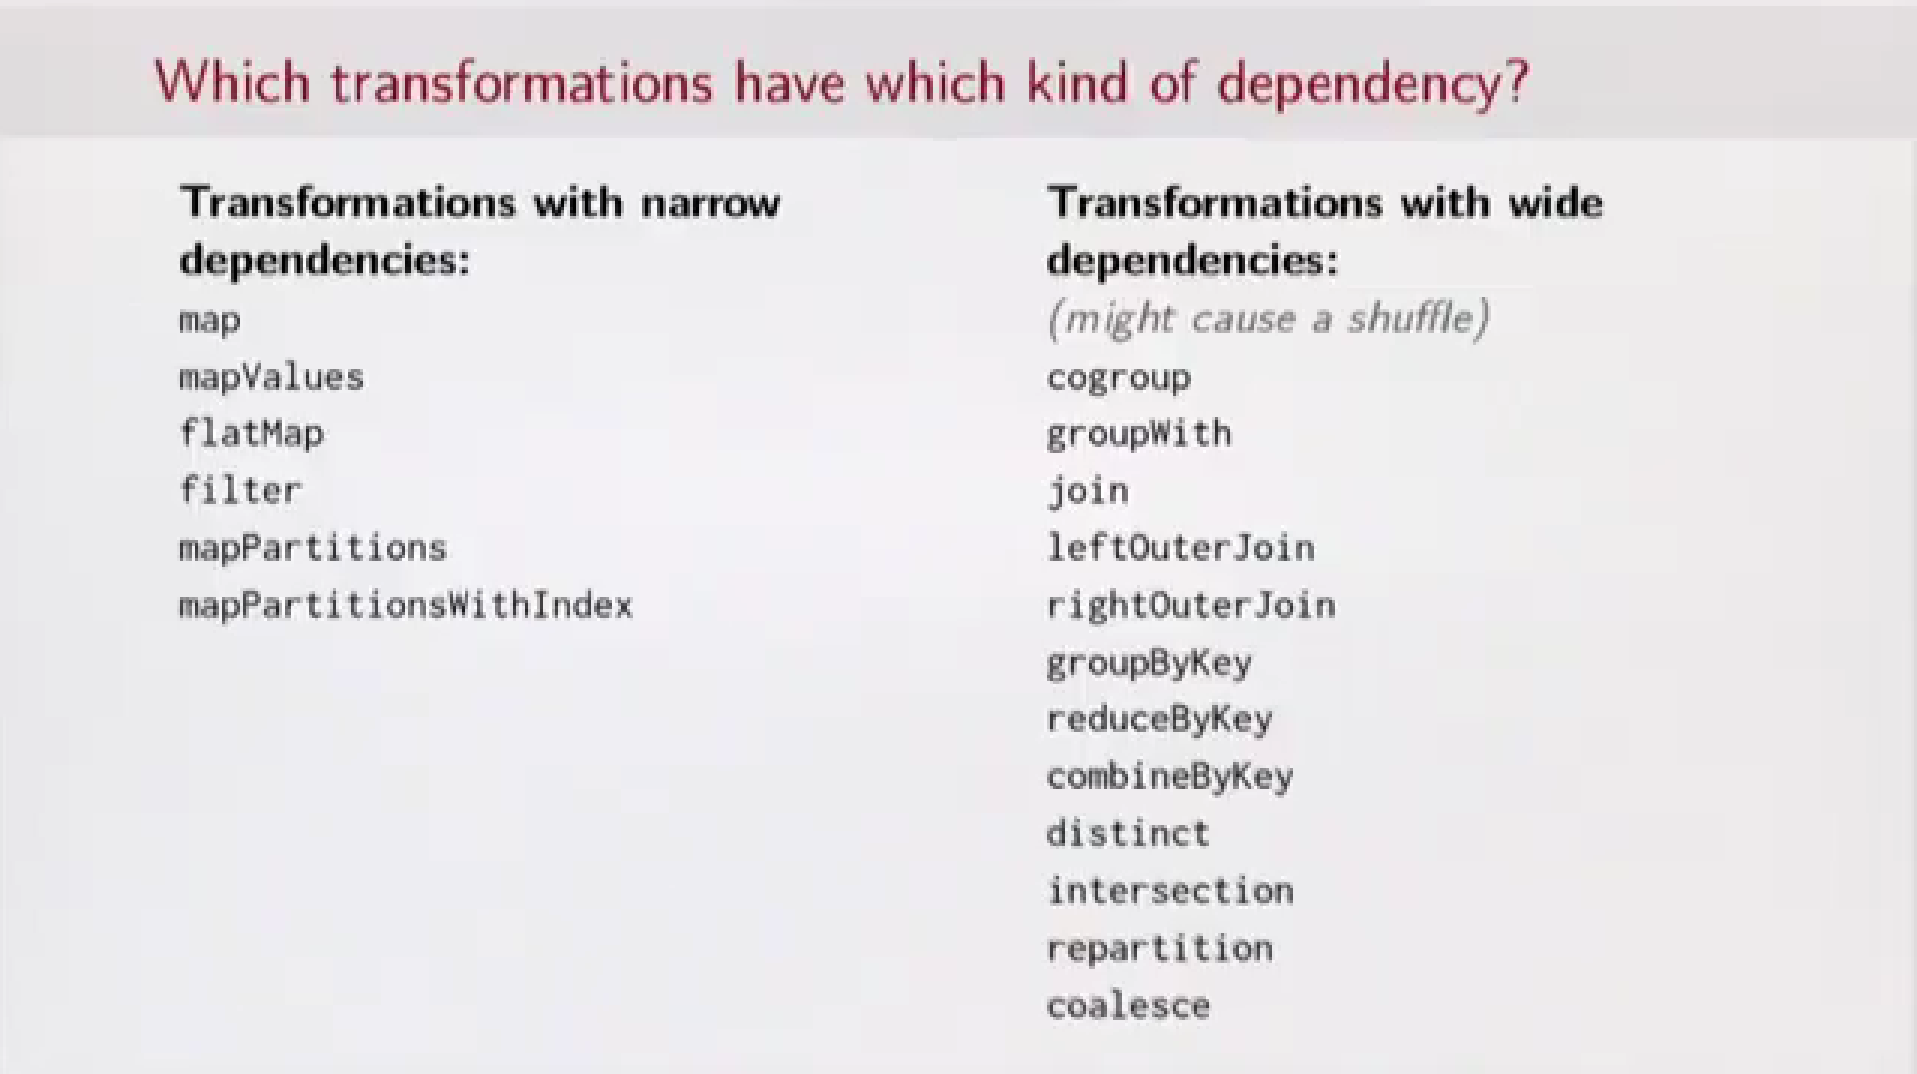 Which transformations have which kind of dependency?
Transformations with narrow
dependencies:
map
mapValues
flatMap
filter
mapPartitions
mapPartitionsWithIndex
Transformations with wide
dependencies:
(might cause a shuffle)
cogroup
groupWith
join
leftOuterJoin
rightOuterJoin
groupByKey
reduceByKey
combineByKey
distinct
intersection
repartition
coalesce